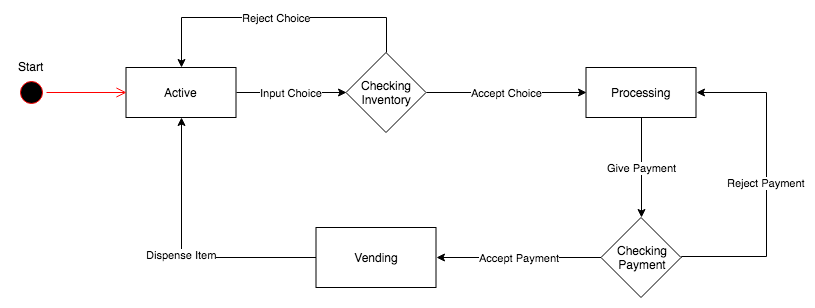 Reject Choice
Start
Active
Input Choice
Checking
Inventory
Accept Choice
Processing
Give Payment
Reject Payment
Dispense Item
Vending
Accept Payment
Checking
Payment